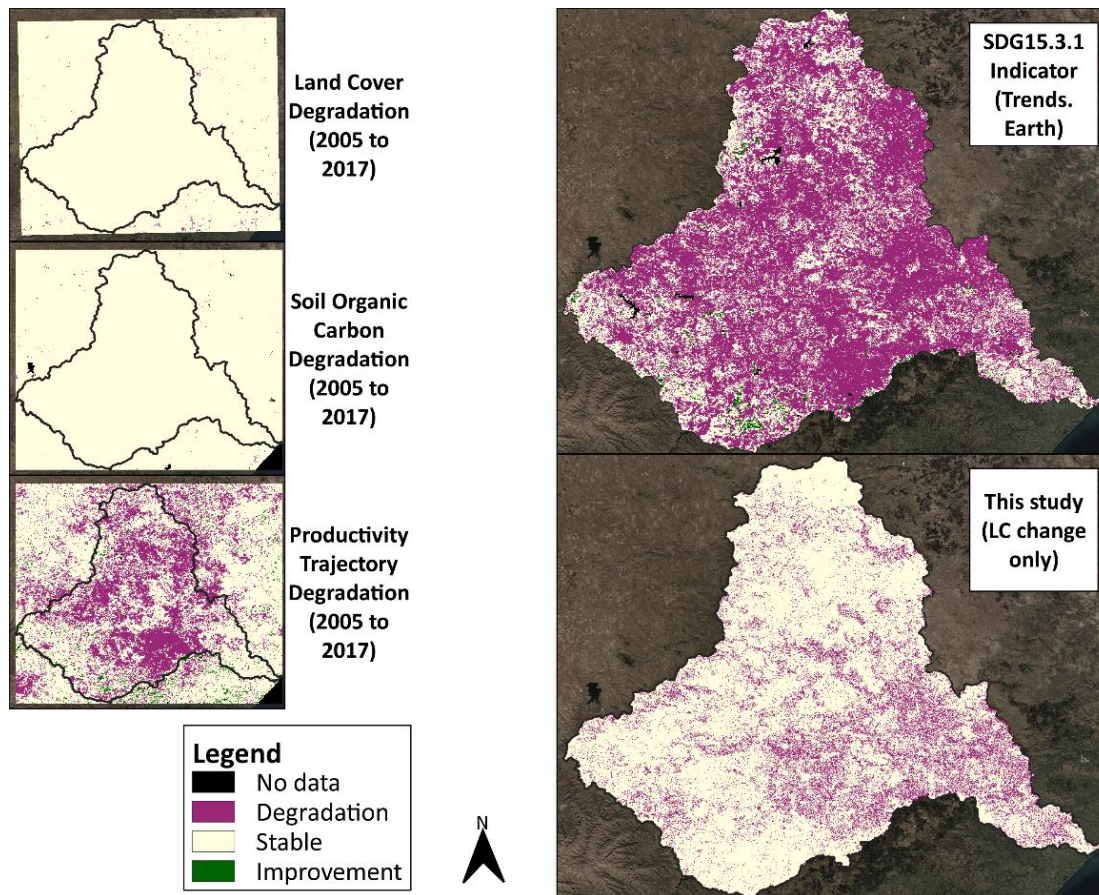 Land Cover
Degradation
(2005 to
2017)
Soil Organic
Carbon
Degradation
(2005 to
2017)
Productivity
Trajectory
Degradation
(2005 to
2017)
Legend
No data
Degradation
Stable
Improvement
N
SDG15.3.1
Indicator
(Trends.
Earth)
This study
(LC change
only)